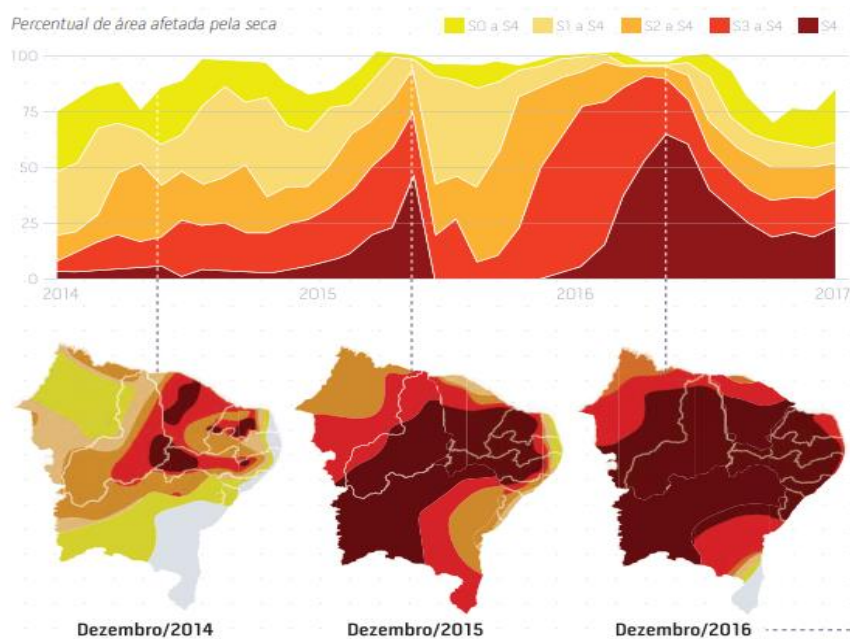 Percentual de área afetada pela seca
S0 a S4 S1 a S4 S2 a S4 S3 a S4 S4
100
75
50
25
0
2014 2015 2016 2017
Dezembro/2014 Dezembro/2015 Dezembro/2016